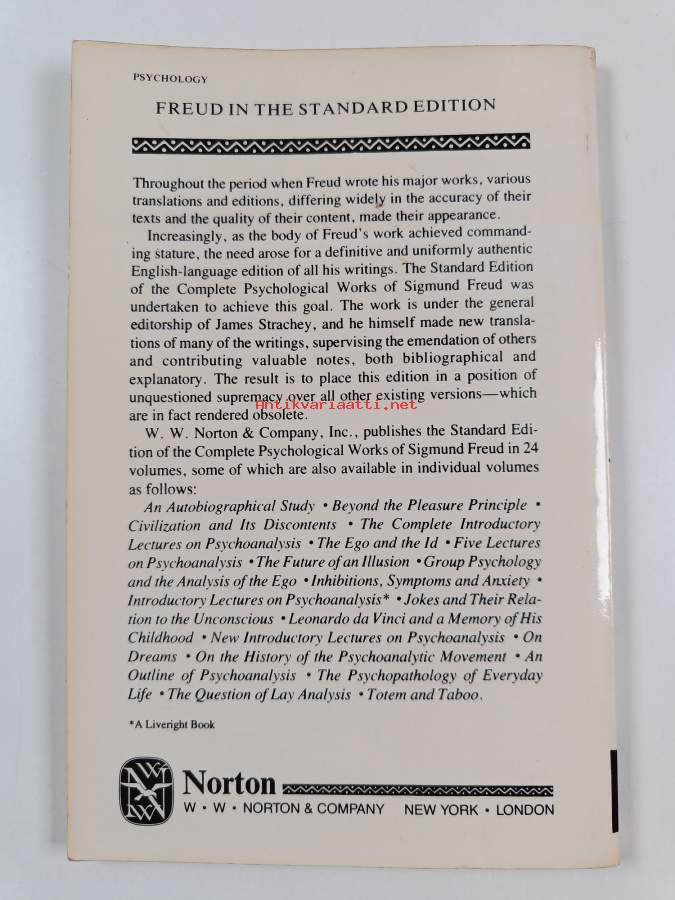 PSYCHOLOGY
FREUD IN THE STANDARD EDITION
Throughout the period when Freud wrote his major works, various
translations and editions, differing widely in the accuracy of their
texts and the quality of their content, made their appearance.
Increasingly, as the body of Freud's work achieved command-
ing stature, the need arose for a definitive and uniformly authentic
English-language edition of all his writings. The Standard Edition
of the Complete Psychological Works of Sigmund Freud was
undertaken to achieve this goal. The work is under the general
editorship of James Strachey, and he himself made new transla-
tions of many of the writings, supervising the emendation of others
and contributing valuable notes, both bibliographical and
explanatory. The result is to place this edition in a position of
unquestioned supremacy over all other existing versions—which
Antikvariaatti.net
are in fact rendered obsolete.
W. W. Norton & Company, Inc., publishes the Standard Edi-
tion of the Complete Psychological Works of Sigmund Freud in 24
volumes, some of which are also available in individual volumes
as follows:
An Autobiographical Study • Beyond the Pleasure Principle •
Civilization and Its Discontents • The Complete Introductory
Lectures on Psychoanalysis • The Ego and the Id • Five Lectures
on Psychoanalysis • The Future of an Illusion • Group Psychology
and the Analysis of the Ego • Inhibitions, Symptoms and Anxiety •
Introductory Lectures on Psychoanalysis* • Jokes and Their Rela-
tion to the Unconscious • Leonardo da Vinci and a Memory of His
Childhood • New Introductory Lectures on Psychoanalysis • On
Dreams • On the History of the Psychoanalytic Movement • An
Outline of Psychoanalysis • The Psychopathology of Everyday
Life • The Question of Lay Analysis • Totem and Taboo.
*A Liveright Book
Norton
W • W • NORTON & COMPANY NEW YORK • LONDON